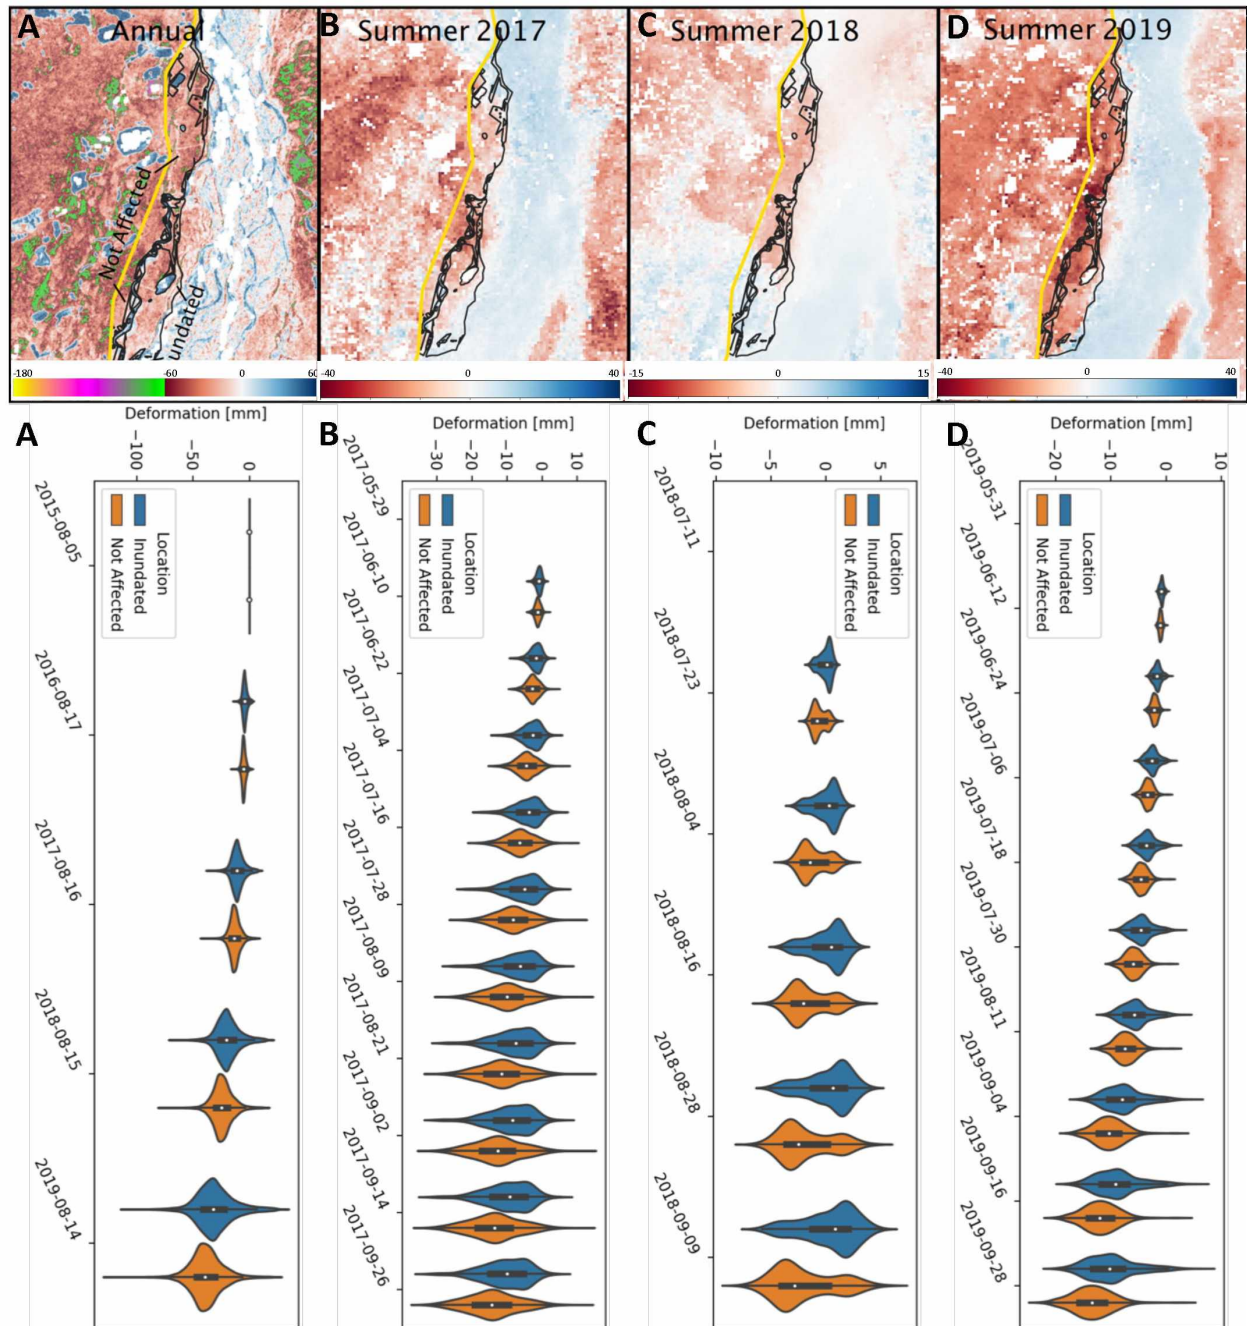 A
Annual
B
Summer 2017
C
Summer 2018
D
Summer 2019
Not Affected
undated
-180
-60
0
60
-40
0
40
-15
0
15
-40
0
40
A
Deformation [mm]
−100
−50
0
2015-08-05
2016-08-17
2017-08-16
2018-08-15
2019-08-14
Location
Inundated
Not Affected
B
Deformation [mm]
−30
−20
−10
0
10
2017-05-29
2017-06-10
2017-06-22
2017-07-04
2017-07-16
2017-07-28
2017-08-09
2017-08-21
2017-09-02
2017-09-14
2017-09-26
Location
Inundated
Not Affected
C
Deformation [mm]
−10
−5
0
5
2018-07-11
2018-07-23
2018-08-04
2018-08-16
2018-08-28
2018-09-09
Location
Inundated
Not Affected
D
Deformation [mm]
−20
−10
0
10
2019-05-31
2019-06-12
2019-06-24
2019-07-06
2019-07-18
2019-07-30
2019-08-11
2019-09-04
2019-09-16
2019-09-28
Location
Inundated
Not Affected